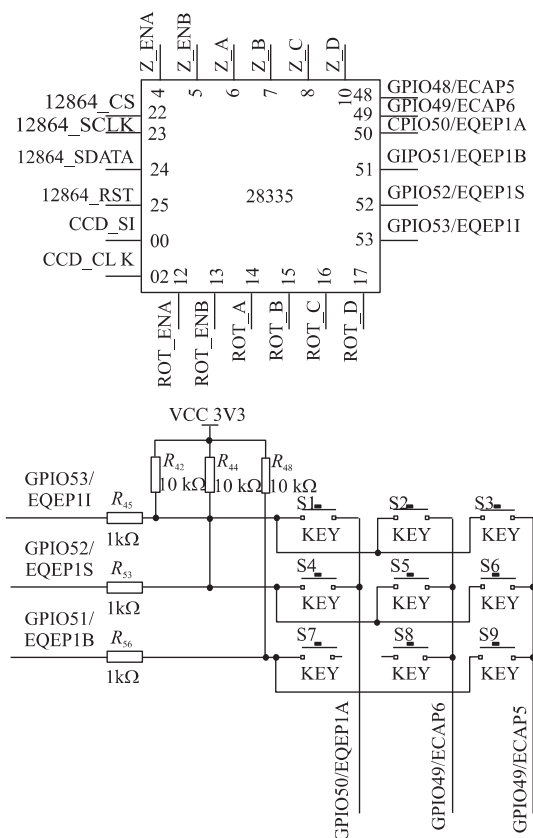 Z_ENA
Z_ENB
Z_A
Z_B
Z_C
Z_D
4
5
6
7
8
10
12864_CS
22
12864_SCLK
23
12864_SDATA
24
12864_RST
25
CCD_SI
00
CCD_CL K
02
28335
48
GPIO48/ECAP5
49
GPIO49/ECAP6
50
CPIO50/EQEP1A
51
GIPO51/EQEP1B
52
GPIO52/EQEP1S
53
GPIO53/EQEP1I
12
13
14
15
16
17
ROT_ENA
ROT_ENB
ROT_A
ROT_B
ROT_C
ROT_D
VCC 3V3
R42
10 kΩ
R44
10 kΩ
R48
10 kΩ
GPIO53/
EQEP1I
R45
1kΩ
S1
KEY
S2
KEY
S3
KEY
GPIO52/
EQEP1S
R53
1kΩ
S4
KEY
S5
KEY
S6
KEY
GPIO51/
EQEP1B
R56
1kΩ
S7
KEY
S8
KEY
S9
KEY
GPIO50/EQEP1A
GPIO49/ECAP6
GPIO49/ECAP5